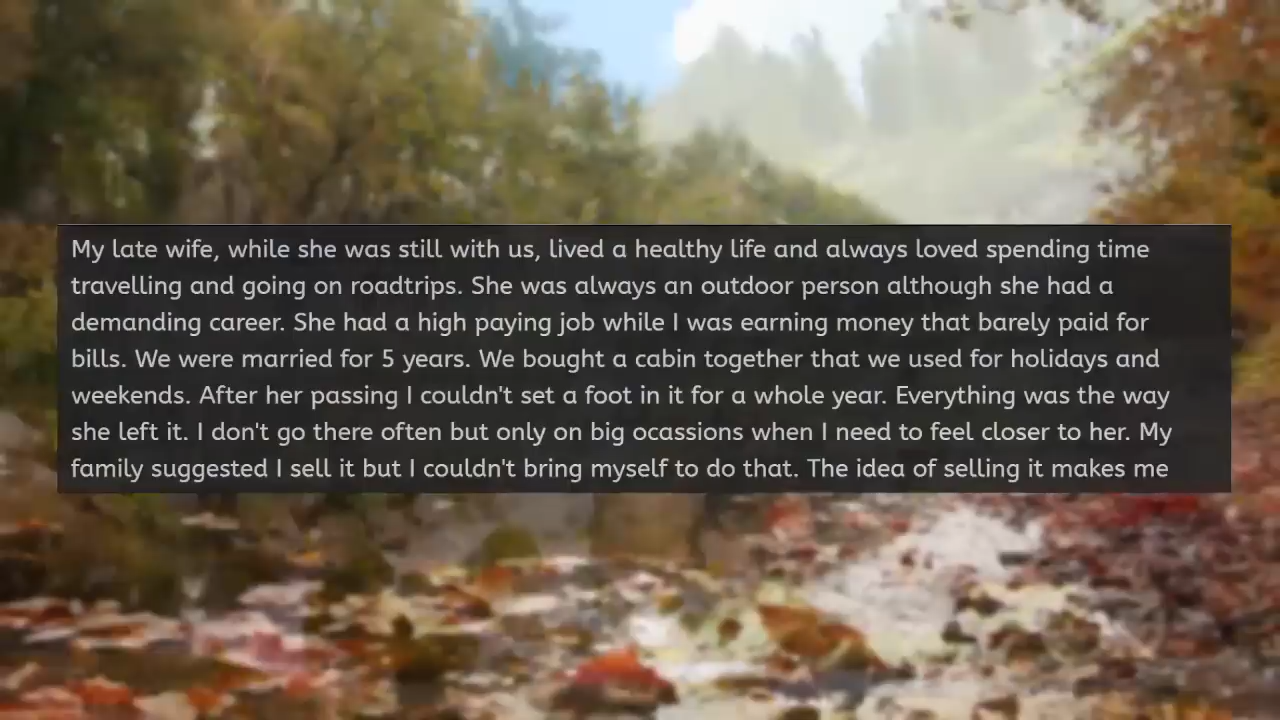 My late wife, while she was still with us, lived a healthy life and always loved spending time
travelling and going on roadtrips. She was always an outdoor person although she had a
demanding career. She had a high paying job while I was earning money that barely paid for
bills. We were married for 5 years. We bought a cabin together that we used for holidays and
weekends. After her passing I couldn't set a foot in it for a whole year. Everything was the way
she left it. I don't go there often but only on big ocassions when I need to feel closer to her. My
family suggested I sell it but I couldn't bring myself to do that. The idea of selling it makes me